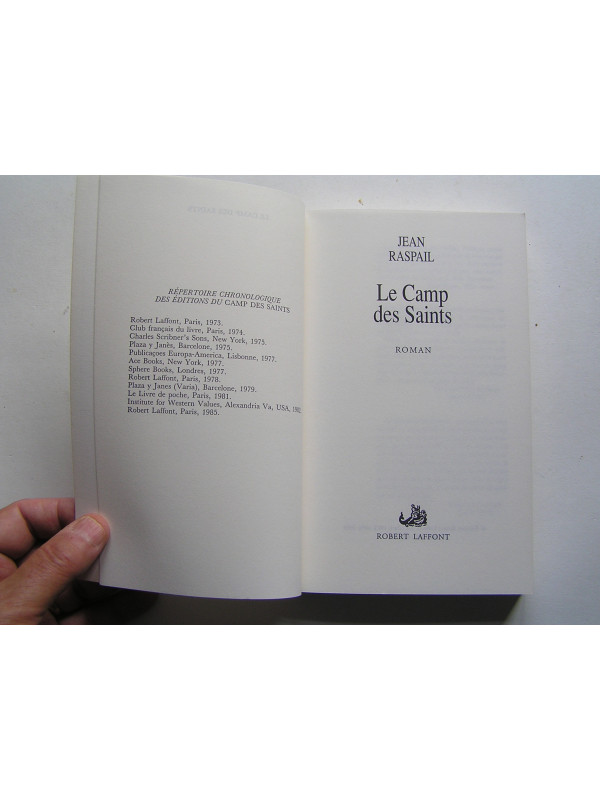 RÉPERTOIRE CHRONOLOGIQUE
DES ÉDITIONS DU CAMP DES SAINTS
Robert Laffont, Paris, 1973.
Club français du livre, Paris, 1974.
Charles Scribner's Sons, New York, 1975.
Plaza y Janès, Barcelone, 1975.
Publicaçoes Europa-America, Lisbonne, 1977.
Ace Books, New York, 1977.
Sphere Books, Londres, 1977.
Robert Laffont, Paris, 1978.
Plaza y Janes (Varia), Barcelone, 1979.
Le Livre de poche, Paris, 1981.
Institute for Western Values, Alexandria Va, USA,
Robert Laffont, Paris, 1985.
JEAN
RASPAIL
Le Camp
des Saints
ROMAN
ROBERT LAFFONT